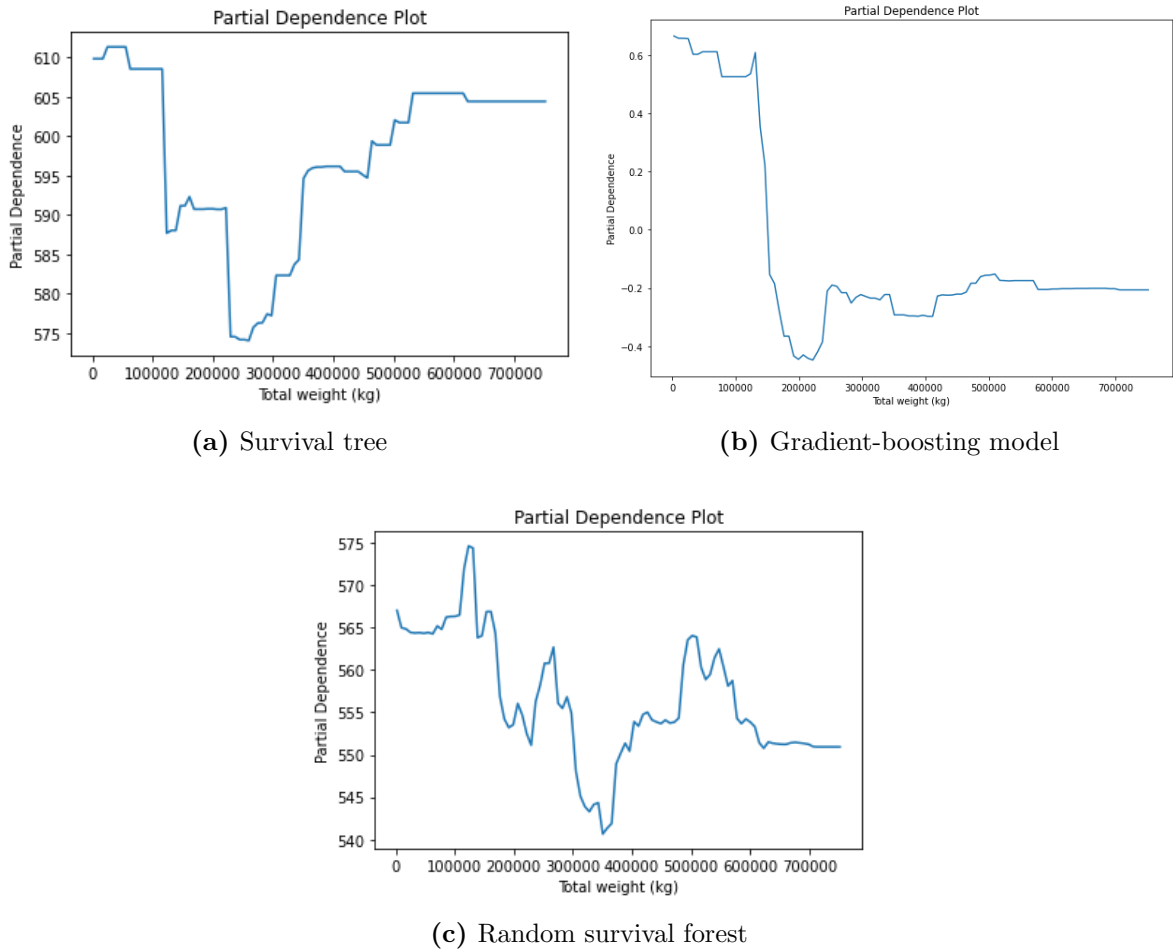 Partial Dependence Plot
Partial Dependence
610
605
600
595
590
585
580
575
0 100000 200000 300000 400000 500000 600000 700000
Total weight (kg)
(a) Survival tree
Partial Dependence Plot
Partial Dependence
0.6
0.4
0.2
0.0
−0.2
−0.4
0 100000 200000 300000 400000 500000 600000 700000
Total weight (kg)
(b) Gradient-boosting model
Partial Dependence Plot
Partial Dependence
575
570
565
560
555
550
545
540
0 100000 200000 300000 400000 500000 600000 700000
Total weight (kg)
(c) Random survival forest